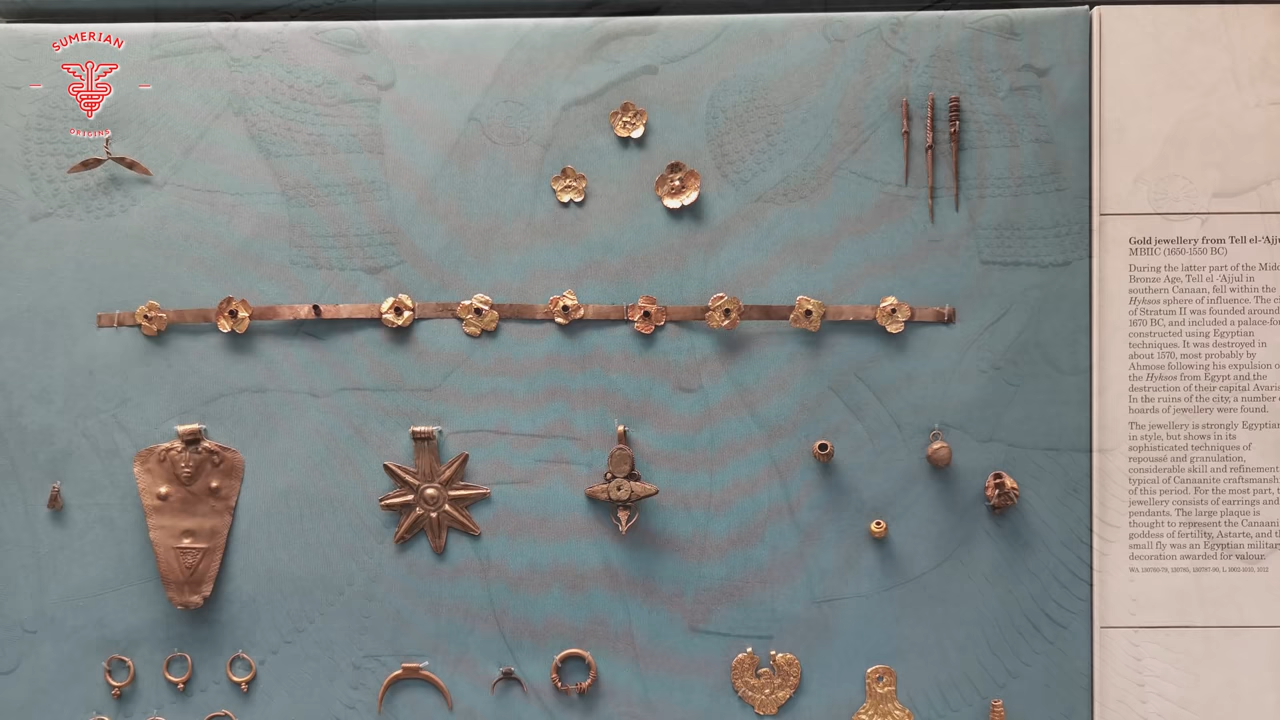 SUMERIAN
ORIGINS
Gold jewellery from Tell el-'Ajju
MBIIC (1650-1550 BC)
During the latter part of the Midd
Bronze Age, Tell el -'Ajjul in
southern Canaan, fell within the
Hyksos sphere of influence. The c
of Stratum II was founded around
1670 BC, and included a palace-fo
constructed using Egyptian
techniques. It was destroyed in
about 1570, most probably by
Ahmose following his expulsion o
the Hyksos from Egypt and the
destruction of their capital Avaris
In the ruins of the city, a number
hoards of jewellery were found.
The jewellery is strongly Egyptian
in style, but shows in its
sophisticated techniques of
repoussé and granulation,
considerable skill and refinement
typical of Canaanite craftsmansh
of this period. For the most part, t
jewellery consists of earrings and
pendants. The large plaque is
thought to represent the Canaani
goddess of fertility, Astarte, and th
small fly was an Egyptian military
decoration awarded for valour.